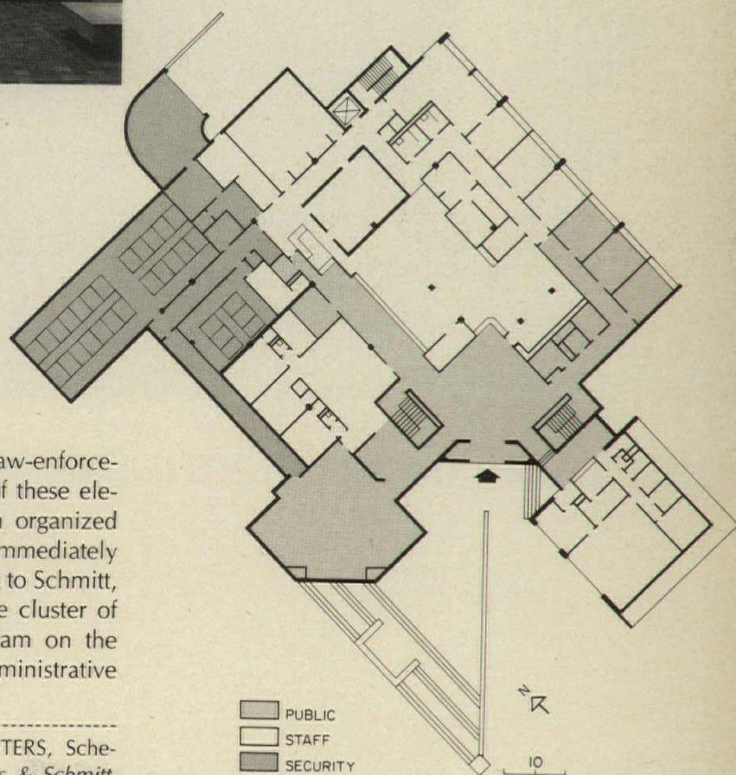 aw-enforce-
f these ele-
organized
mmediately
to Schmitt,
e cluster of
am on the
ministrative
TERS, Sche-
& Schmitt,
PUBLIC
STAFF
SECURITY
N
10